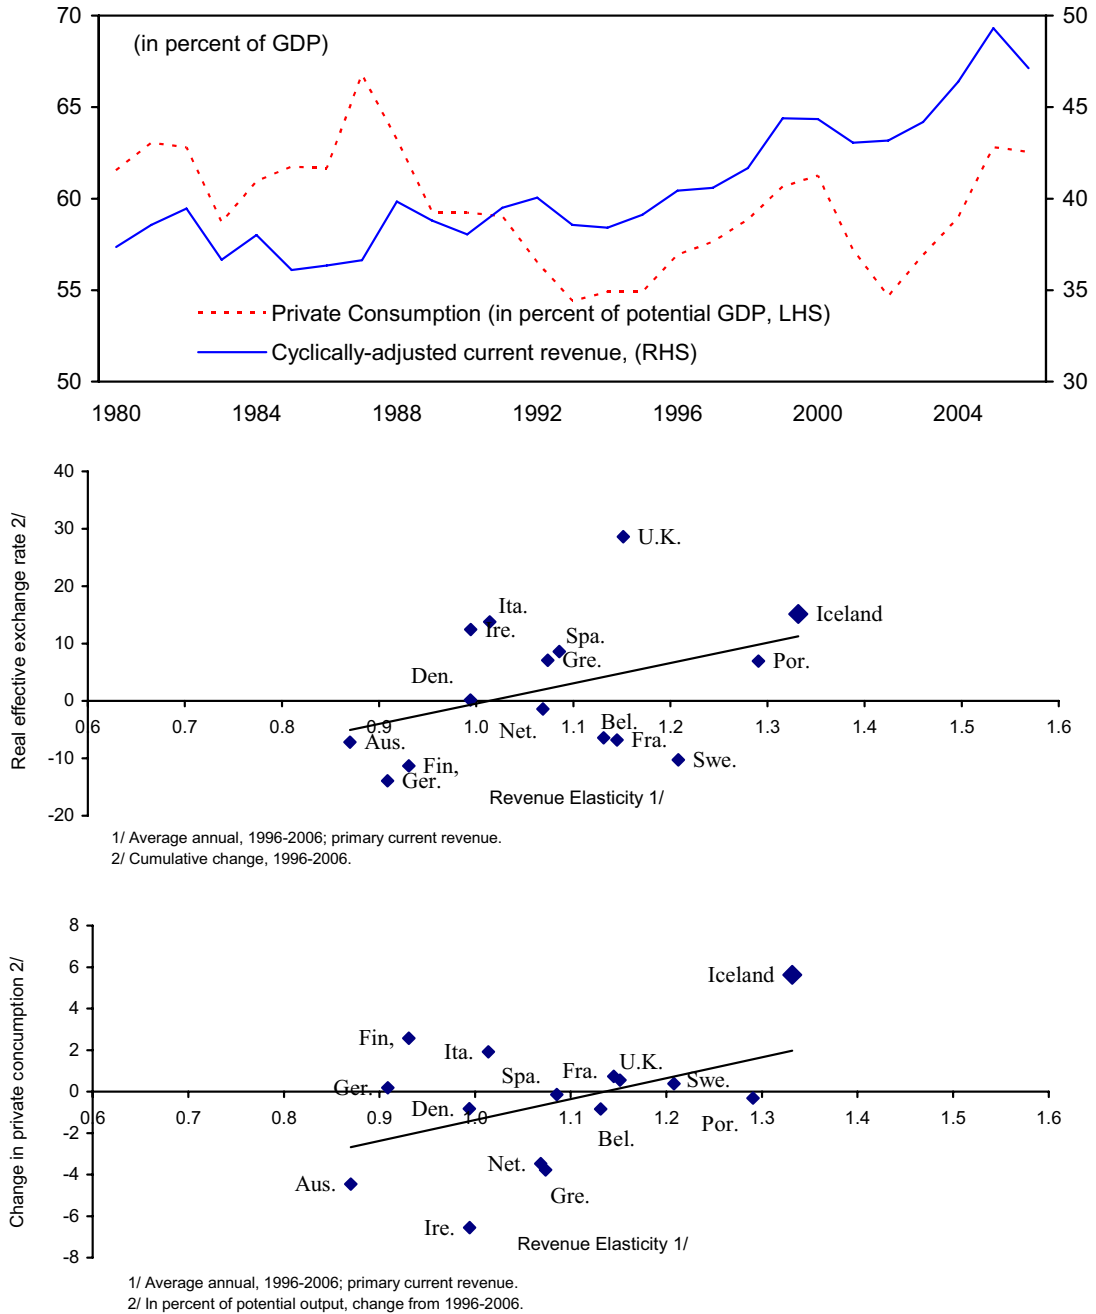 70
50
(in percent of GDP)
65
45
60
40
55
35
Private Consumption (in percent of potential GDP, LHS)
Cyclically-adjusted current revenue, (RHS)
50
30
1980 1984 1988 1992 1996 2000 2004
Real effective exchange rate 2/
40
30
20
10
0
-10
-20
U.K.
Ita.
Ire.
Iceland
Spa.
Gre.
Por.
Den.
0.6 0.7 0.8 0.9 1.0 1.1 1.2 1.3 1.4 1.5 1.6
Net.
Bel.
Fra.
Aus.
Fin,
Ger.
Swe.
Revenue Elasticity 1/
1/ Average annual, 1996-2006; primary current revenue.
2/ Cumulative change, 1996-2006.
Change in private concumption 2/
8
6
4
2
0
-2
-4
-6
-8
Iceland
Fin,
Ita.
Fra.
U.K.
Spa.
Swe.
Ger.
0.6 0.7 0.8 0.9 1.0 1.1 1.2 1.3 1.4 1.5 1.6
Den.
Bel.
Por.
Net.
Gre.
Aus.
Ire.
Revenue Elasticity 1/
1/ Average annual, 1996-2006; primary current revenue.
2/ In percent of potential output, change from 1996-2006.